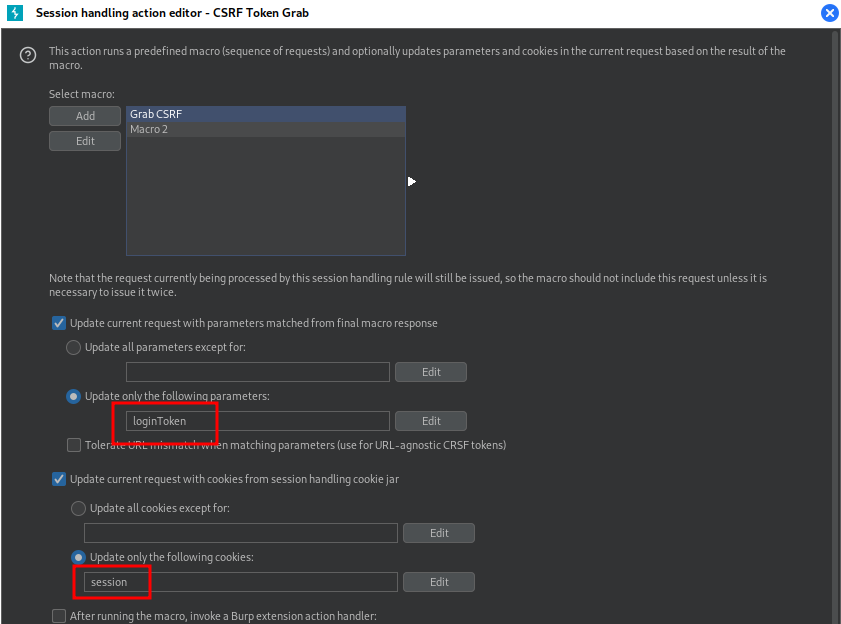 Session handling action editor - CSRF Token Grab
This action runs a predefined macro (sequence of requests) and optionally updates parameters and cookies in the current request based on the result of the
macro.
Select macro:
Add
Grab CSRF
Macro 2
Edit
Note that the request currently being processed by this session handling rule will still be issued, so the macro should not include this request unless it is
necessary to issue it twice.
Update current request with parameters matched from final macro response
Update all parameters except for:
Edit
Update only the following parameters:
loginToken
Edit
Tolerate URL mismatch when matching parameters (use for URL-agnostic CRSF tokens)
Update current request with cookies from session handling cookie jar
Update all cookies except for:
Edit
Update only the following cookies:
session
Edit
After running the macro, invoke a Burp extension action handler: